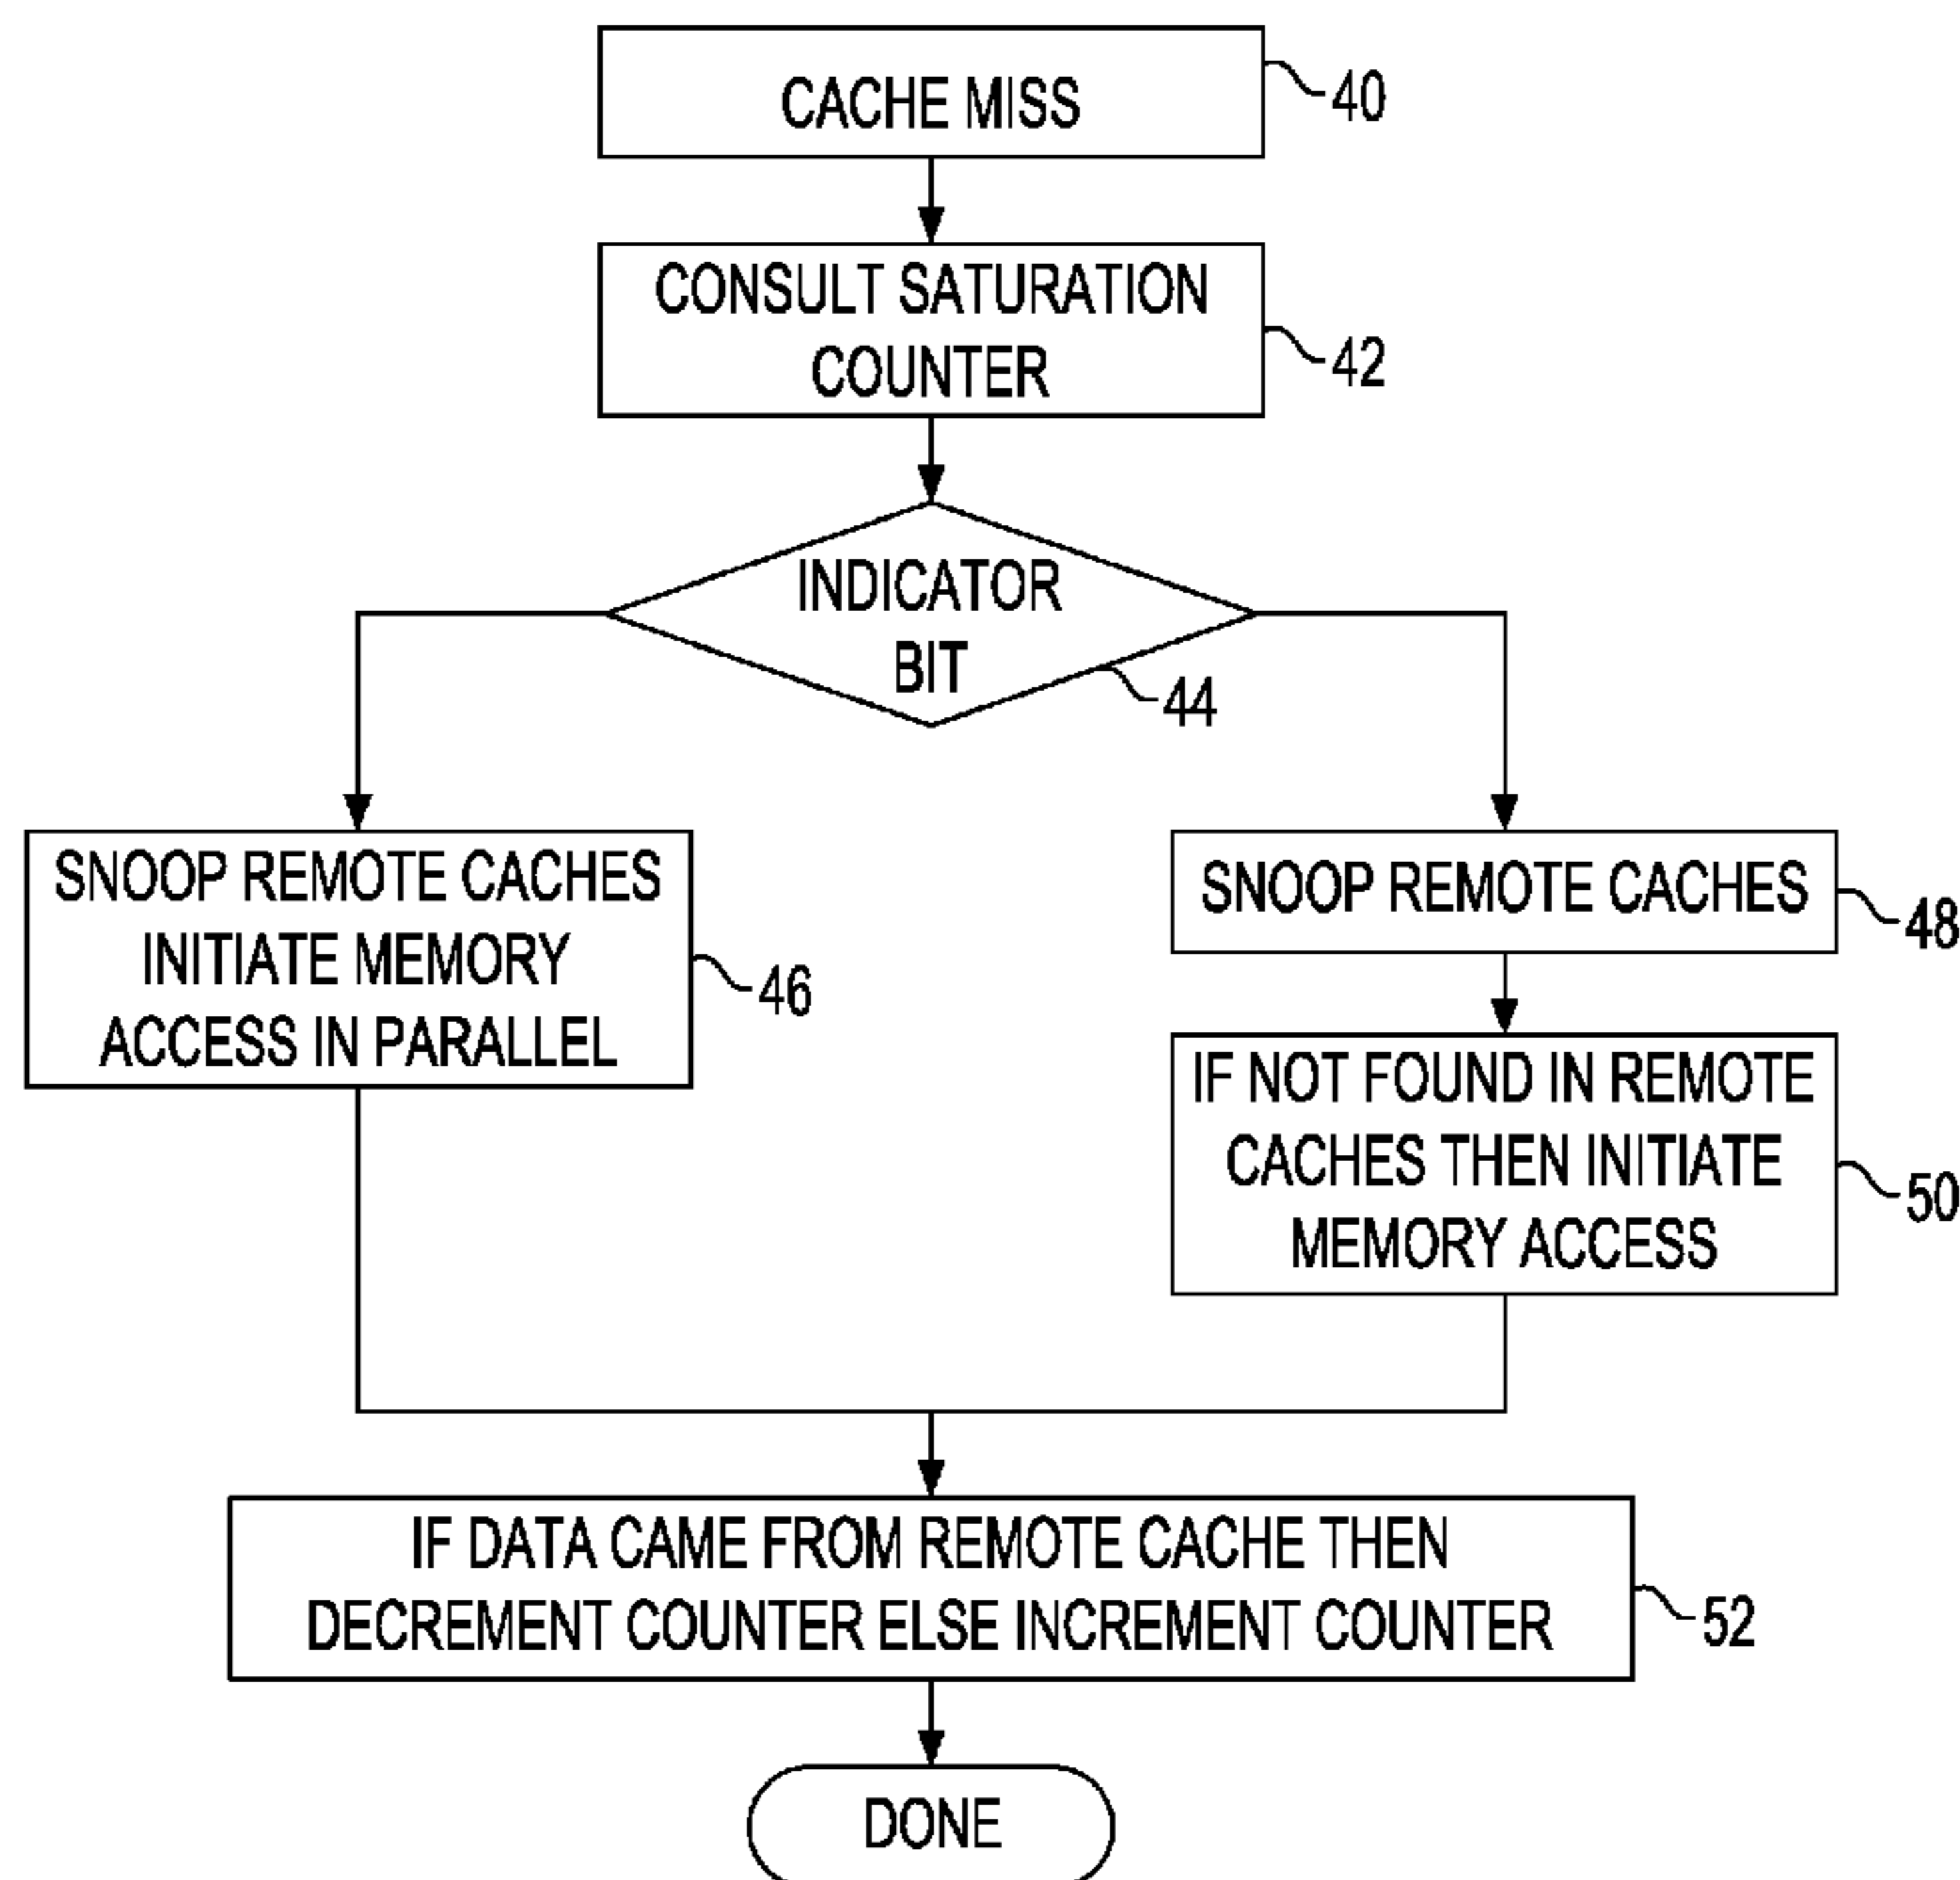 CACHE MISS
40
CONSULT SATURATION
COUNTER
42
INDICATOR
BIT
44
SNOOP REMOTE CACHES
INITIATE MEMORY
ACCESS IN PARALLEL
46
SNOOP REMOTE CACHES
48
IF NOT FOUND IN REMOTE
CACHES THEN INITIATE
MEMORY ACCESS
50
IF DATA CAME FROM REMOTE CACHE THEN
DECREMENT COUNTER ELSE INCREMENT COUNTER
52
DONE